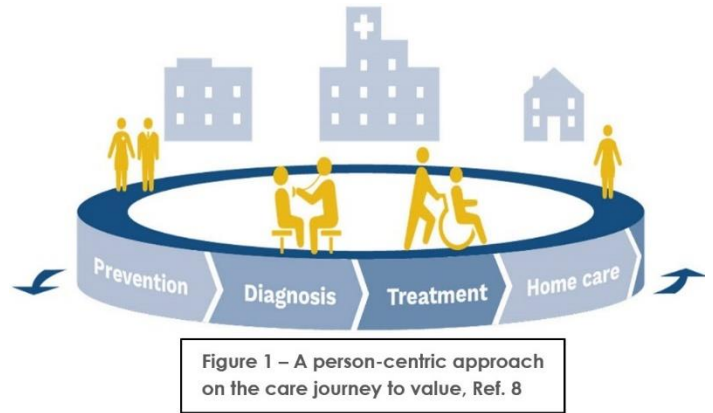 Prevention
Diagnosis
Treatment
Home care
Figure 1 – A person-centric approach
on the care journey to value, Ref. 8